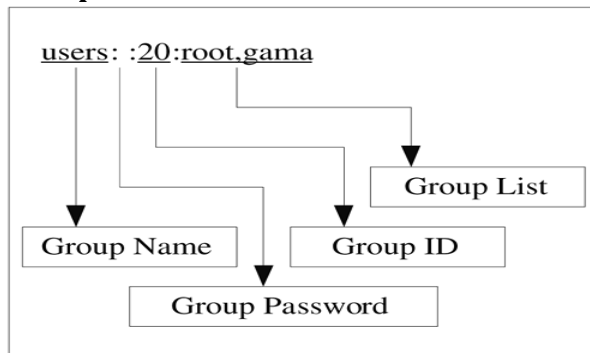 users: :20:root,gama
Group List
Group Name
Group ID
Group Password